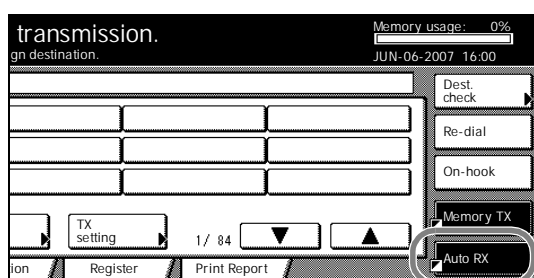 transmission.
gn destination.
Memory usage: 0%
JUN-06-2007 16:00
Dest.
check
Re-dial
On-hook
TX
setting
1/ 84
Memory TX
Auto RX
ion
Register
Print Report